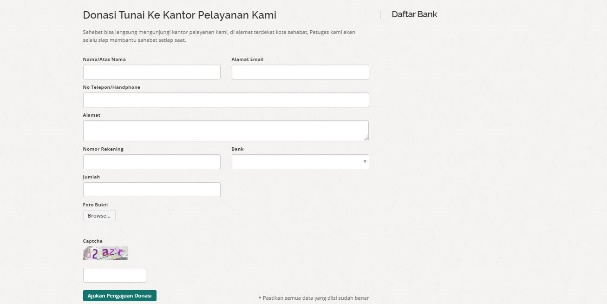 Donasi Tunai Ke Kantor Pelayanan Kami
Daftar Bank
Sahabat bisa langsung mengunjungi kantor pelayanan kami, di alamat terdekat kota sahabat, Petugas kami akan
selalu siap membantu sahabat setiap saat.
Nama/Atas Nama
Alamat Email
No Telepon/Handphone
Alamat
Nomor Rekening
Bank
Jumlah
Foto Bukti
Browse...
Captcha
Ajukan Pengajuan Donasi
* Pastikan semua data yang diisi sudah benar